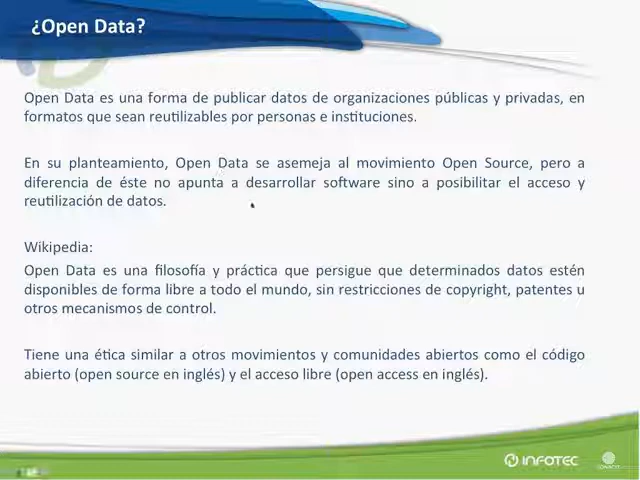 ¿Open Data?
Open Data es una forma de publicar datos de organizaciones públicas y privadas, en
formatos que sean reutilizables por personas e instituciones.
En su planteamiento, Open Data se asemeja al movimiento Open Source, pero a
diferencia de éste no apunta a desarrollar software sino a posibilitar el acceso y
reutilización de datos.
Wikipedia:
Open Data es una filosofía y práctica que persigue que determinados datos estén
disponibles de forma libre a todo el mundo, sin restricciones de copyright, patentes u
otros mecanismos de control.
Tiene una ética similar a otros movimientos y comunidades abiertos como el código
abierto (open source en inglés) y el acceso libre (open access en inglés).
INFOTEC